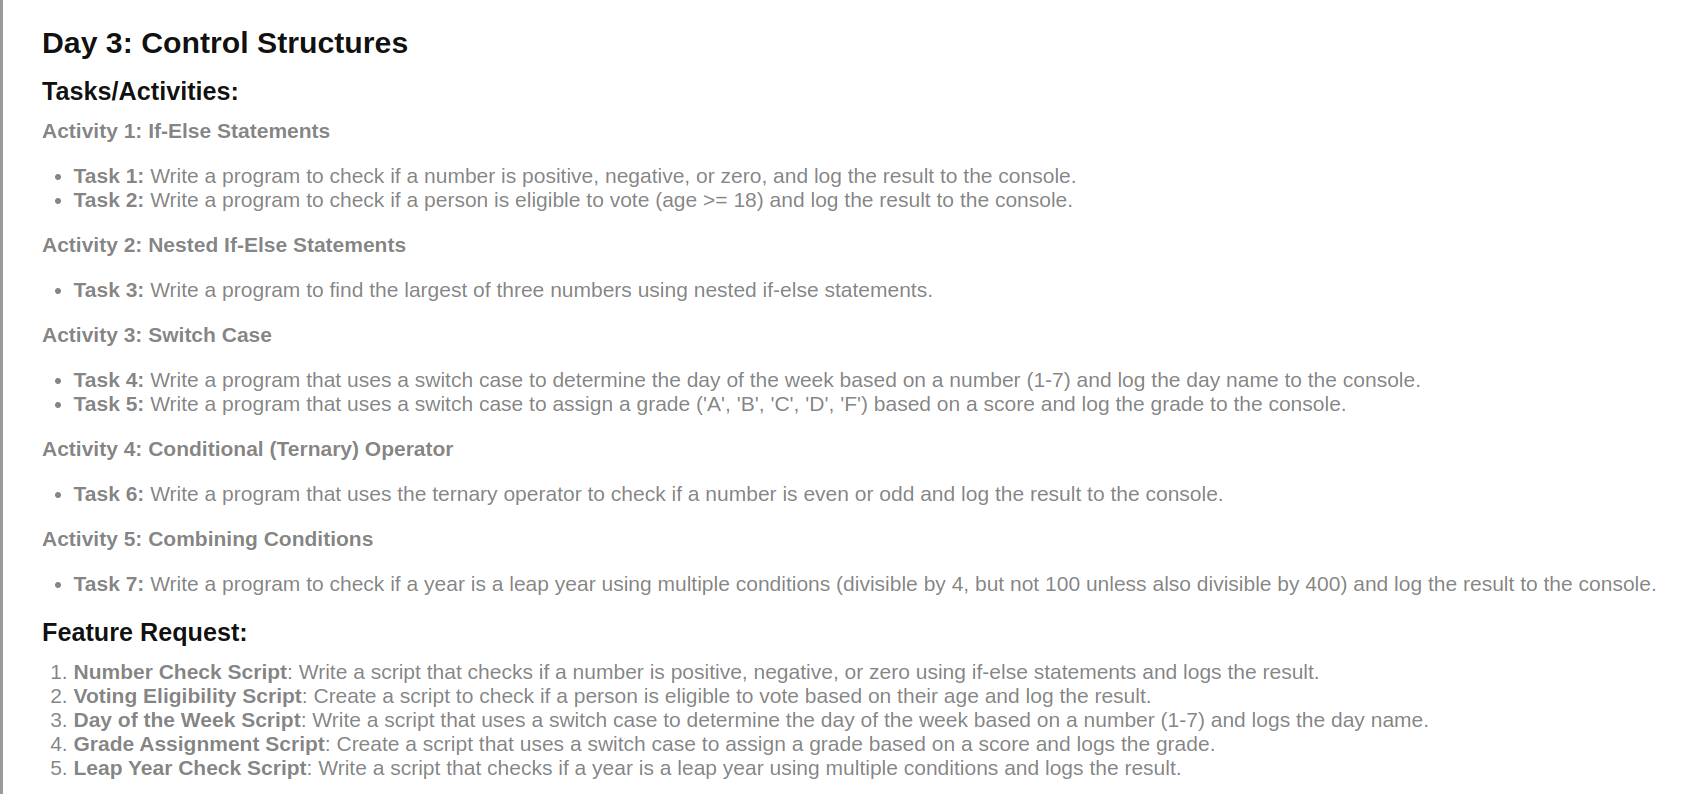 Day 3: Control Structures
Tasks/Activities:
Activity 1: If-Else Statements
• Task 1: Write a program to check if a number is positive, negative, or zero, and log the result to the console.
• Task 2: Write a program to check if a person is eligible to vote (age >= 18) and log the result to the console.
Activity 2: Nested If-Else Statements
• Task 3: Write a program to find the largest of three numbers using nested if-else statements.
Activity 3: Switch Case
• Task 4: Write a program that uses a switch case to determine the day of the week based on a number (1-7) and log the day name to the console.
• Task 5: Write a program that uses a switch case to assign a grade ('A', 'B', 'C', 'D', 'F') based on a score and log the grade to the console.
Activity 4: Conditional (Ternary) Operator
• Task 6: Write a program that uses the ternary operator to check if a number is even or odd and log the result to the console.
Activity 5: Combining Conditions
• Task 7: Write a program to check if a year is a leap year using multiple conditions (divisible by 4, but not 100 unless also divisible by 400) and log the result to the console.
Feature Request:
1. Number Check Script: Write a script that checks if a number is positive, negative, or zero using if-else statements and logs the result.
2. Voting Eligibility Script: Create a script to check if a person is eligible to vote based on their age and log the result.
3. Day of the Week Script: Write a script that uses a switch case to determine the day of the week based on a number (1-7) and logs the day name.
4. Grade Assignment Script: Create a script that uses a switch case to assign a grade based on a score and logs the grade.
5. Leap Year Check Script: Write a script that checks if a year is a leap year using multiple conditions and logs the result.